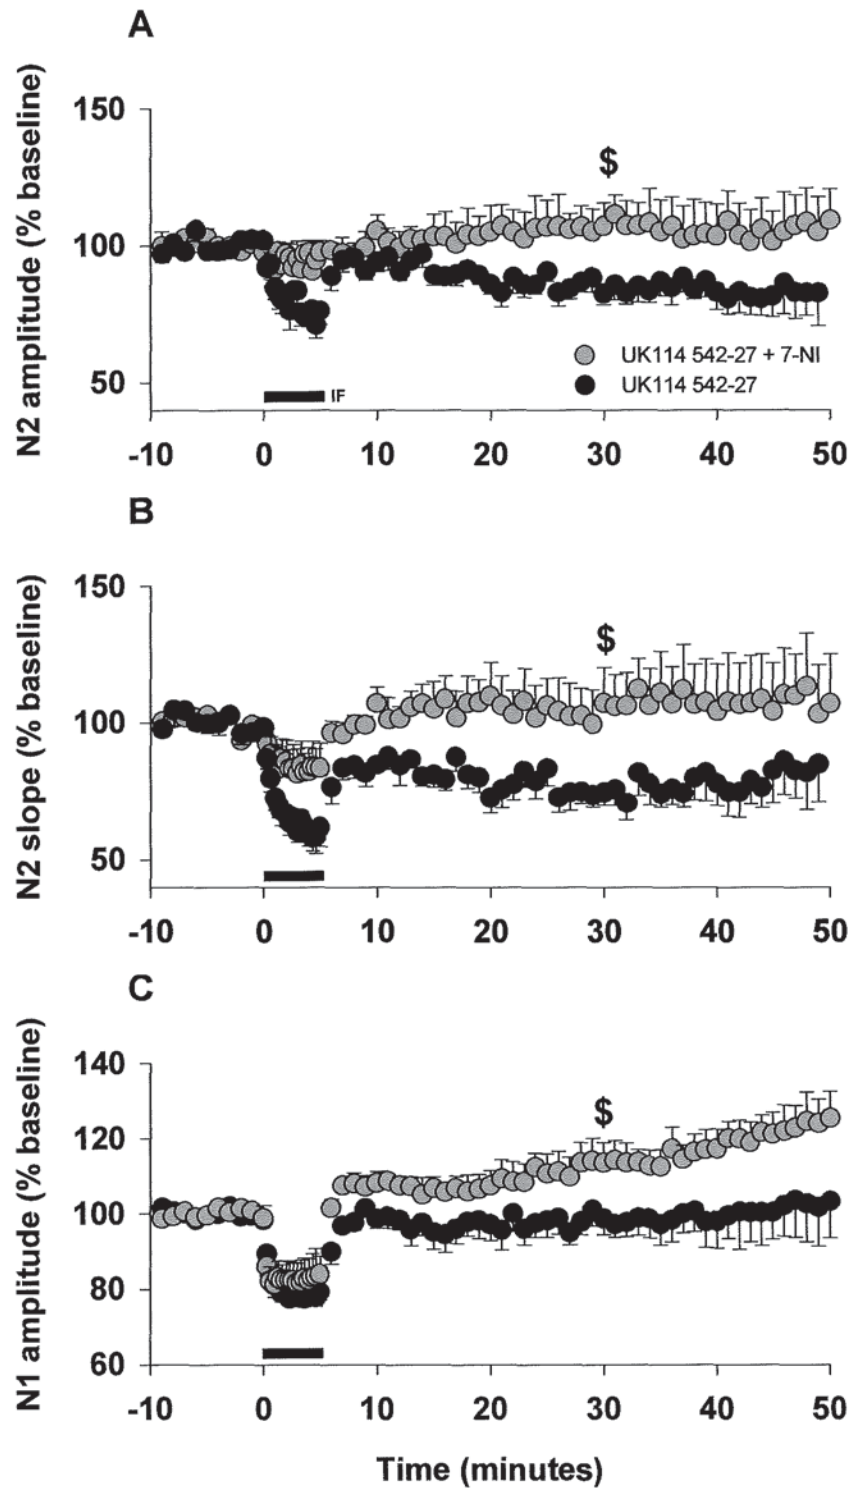 A
N2 amplitude (% baseline)
150
100
50
$
UK114 542-27 + 7-NI
UK114 542-27
IF
-10 0 10 20 30 40 50
B
N2 slope (% baseline)
150
100
50
$
-10 0 10 20 30 40 50
C
N1 amplitude (% baseline)
140
120
100
80
60
$
-10 0 10 20 30 40 50
Time (minutes)